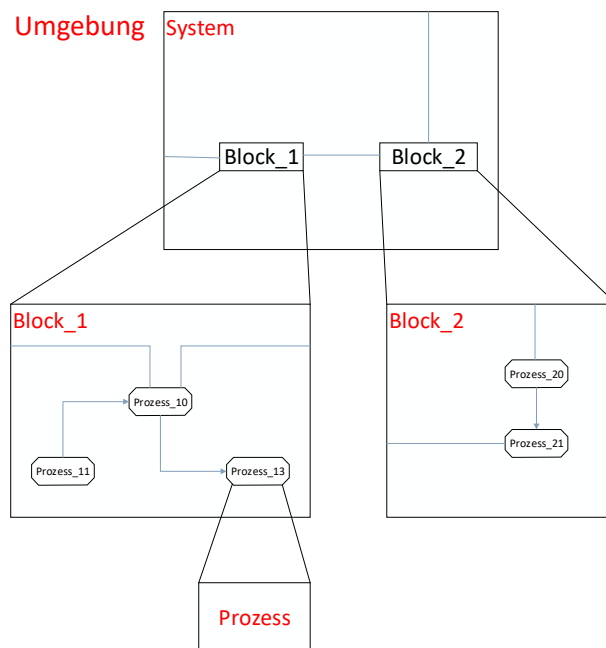 Umgebung
System
Block_1
Block_2
Block_1
Block_2
Prozess_10
Prozess_11
Prozess_13
Prozess_20
Prozess_21
Prozess